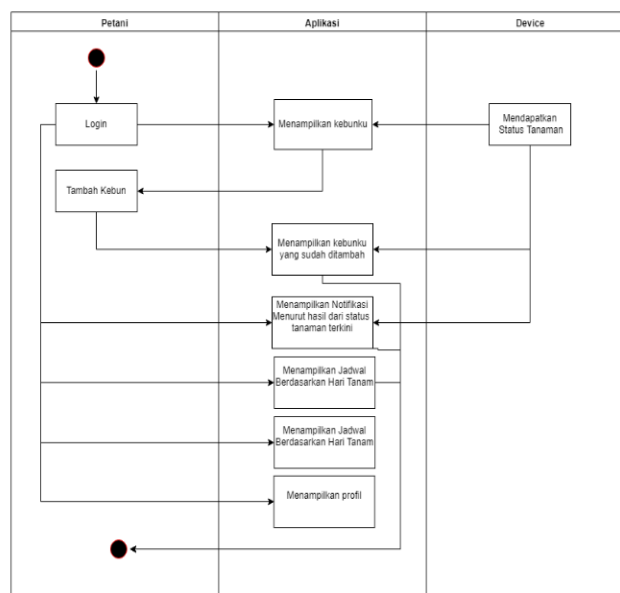 Petani
Aplikasi
Device
Login
Menampilkan kebunku
Mendapatkan
Status Tanaman
Tambah Kebun
Menampilkan kebunku
yang sudah ditambah
Menampilkan Notifikasi
Menurut hasil dari status
tanaman terkini
Menampilkan Jadwal
Berdasarkan Hari Tanam
Menampilkan Jadwal
Berdasarkan Hari Tanam
Menampilkan profil